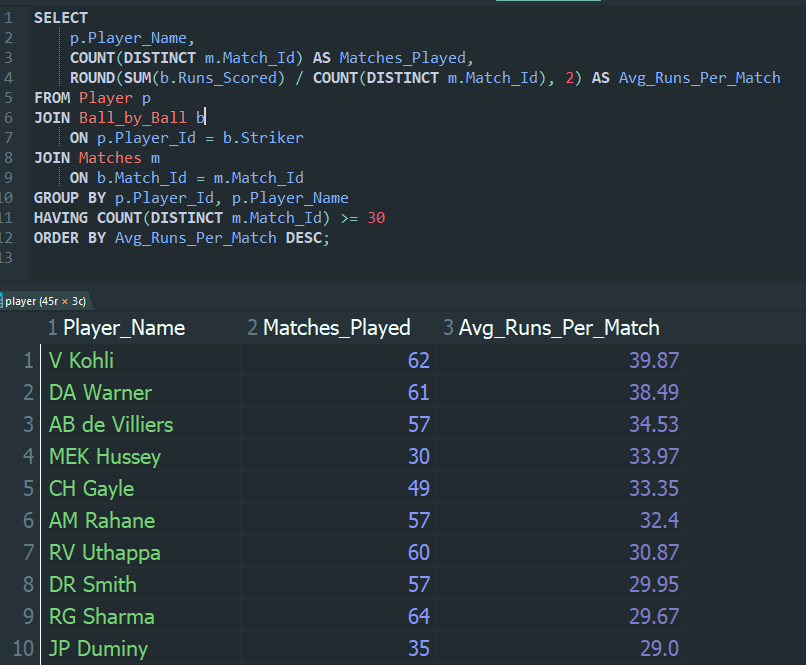 1 SELECT
2 p.Player_Name,
3 COUNT(DISTINCT m.Match_Id) AS Matches_Played,
4 ROUND(SUM(b.Runs_Scored) / COUNT(DISTINCT m.Match_Id), 2) AS Avg_Runs_Per_Match
5 FROM Player p
6 JOIN Ball_by_Ball b
7 ON p.Player_Id = b.Striker
8 JOIN Matches m
9 ON b.Match_Id = m.Match_Id
10 GROUP BY p.Player_Id, p.Player_Name
11 HAVING COUNT(DISTINCT m.Match_Id) >= 30
12 ORDER BY Avg_Runs_Per_Match DESC;
13
player (45r × 3c)
1 Player_Name 2 Matches_Played 3 Avg_Runs_Per_Match
1 V Kohli 62 39.87
2 DA Warner 61 38.49
3 AB de Villiers 57 34.53
4 MEK Hussey 30 33.97
5 CH Gayle 49 33.35
6 AM Rahane 57 32.4
7 RV Uthappa 60 30.87
8 DR Smith 57 29.95
9 RG Sharma 64 29.67
10 JP Duminy 35 29.0